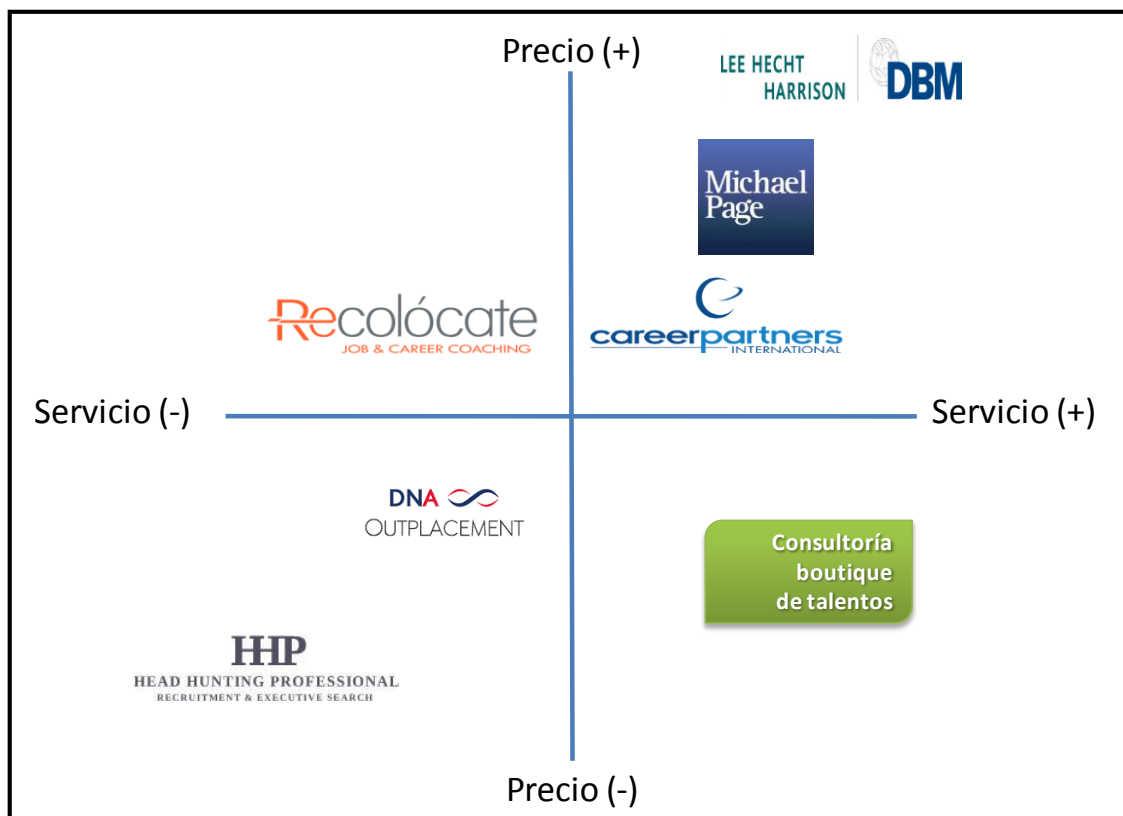 Precio (+)
LEE HECHT
HARRISON
DBM
Michael
Page
Recolócate
JOB & CAREER COACHING
careerpartners
INTERNATIONAL
Servicio (-)
Servicio (+)
DNA
OUTPLACEMENT
Consultoría
boutique
de talentos
HHP
HEAD HUNTING PROFESSIONAL
RECRUITMENT & EXECUTIVE SEARCH
Precio (-)